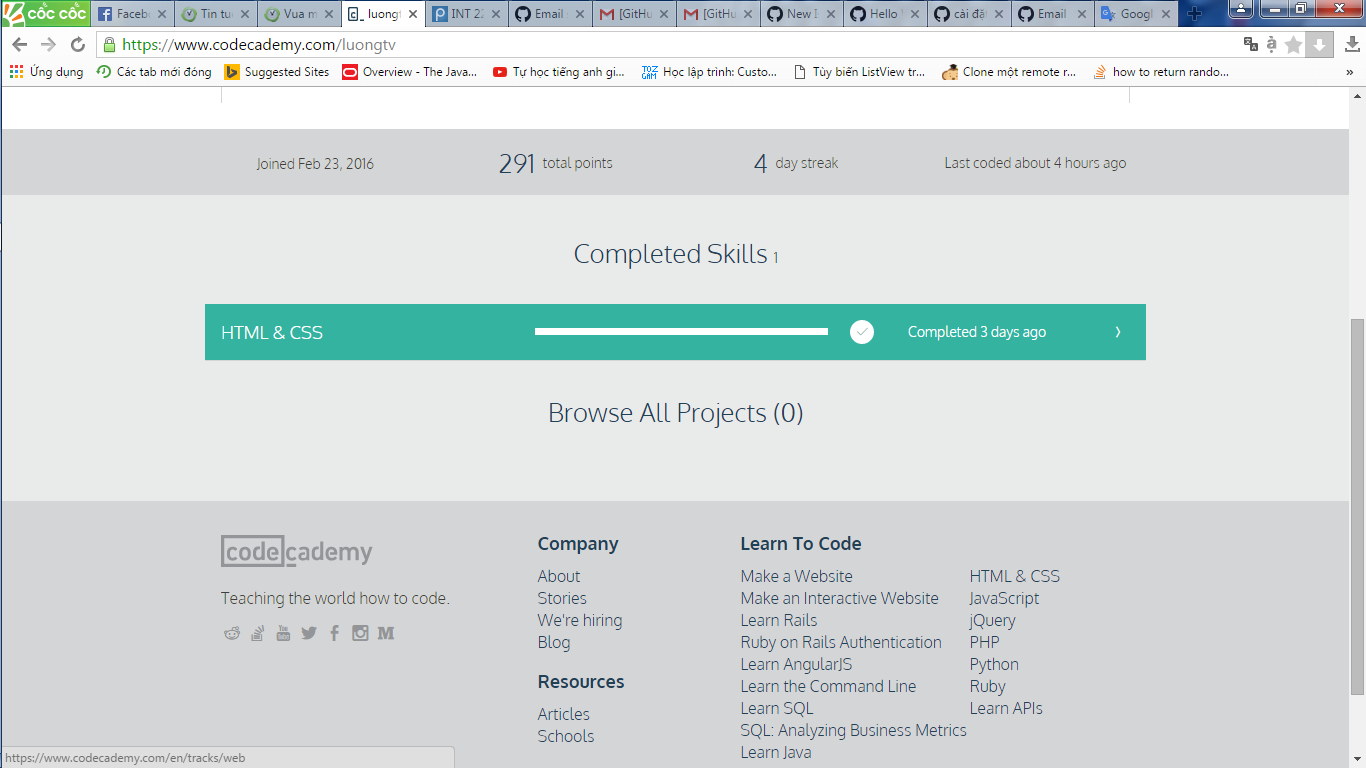 cốc cốc
Facebo
Tin tu
Vua m
luongt
INT 22
Email
[GitHu
[GitHu
New I
Hello
cài đặt
Email
Googl
https://www.codecademy.com/luongtv
Ứng dụng
Các tab mới đóng
Suggested Sites
Overview - The Java...
Tự học tiếng anh gi...
TOZ GAM
Học lập trình: Custo...
Tùy biến ListView tr...
Clone một remote r...
how to return rando...
»
Joined Feb 23, 2016
291 total points
4 day streak
Last coded about 4 hours ago
Completed Skills 1
HTML & CSS
Completed 3 days ago
Browse All Projects (0)
codecademy
Teaching the world how to code.
Company
About
Stories
We're hiring
Blog
Resources
Articles
Schools
Learn To Code
Make a Website
Make an Interactive Website
Learn Rails
Ruby on Rails Authentication
Learn AngularJS
Learn the Command Line
Learn SQL
SQL: Analyzing Business Metrics
Learn Java
HTML & CSS
JavaScript
jQuery
PHP
Python
Ruby
Learn APIs
https://www.codecademy.com/en/tracks/web